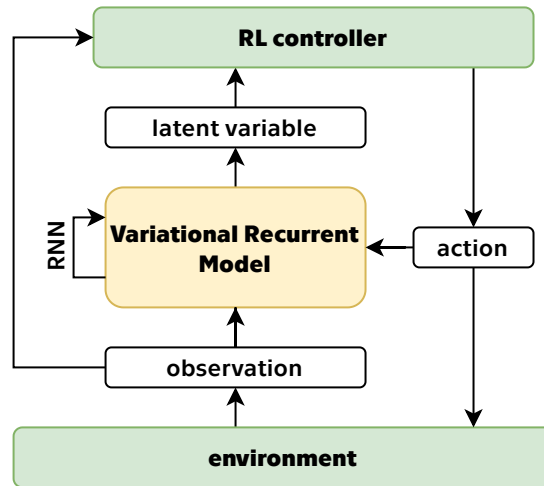 RL controller
latent variable
RNN
Variational Recurrent
Model
action
observation
environment